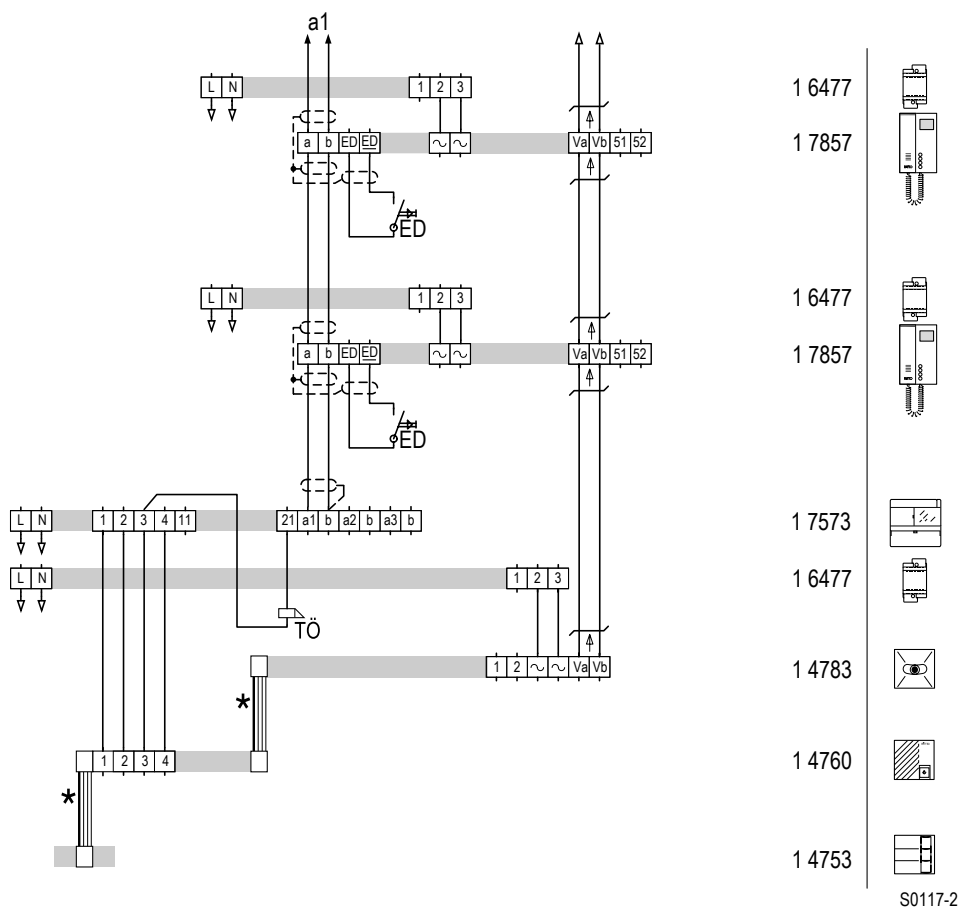 a1
L N 1 2 3 1 6477
a b ED ED ~ ~ Va Vb 51 52 1 7857
ED
L N 1 2 3 1 6477
a b ED ED ~ ~ Va Vb 51 52 1 7857
ED
L N 1 2 3 4 11 21 a1 b a2 b a3 b 1 7573
L N 1 2 3 1 6477
TÖ
1 2 ~ ~ Va Vb 1 4783
*
1 2 3 4 1 4760
*
1 4753
S0117-2